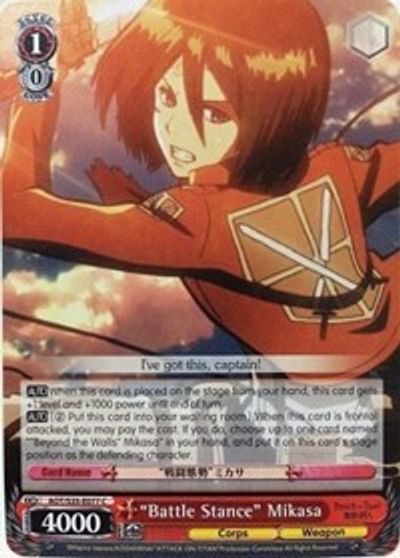 1
0
I've got this, captain!
AUTO When this card is placed on the stage from your hand, this card gets
+1 level and +1000 power until end of turn.
AUTO [② Put this card into your waiting room] When this card is frontal
attacked, you may pay the cost. If you do, choose up to one card named
"“Beyond the Walls” Mikasa" in your hand, and put it on this card's stage
position as the defending character.
Card Name
"戦闘態勢"ミカサ
4000
"Battle Stance" Mikasa
Corps
Weapon